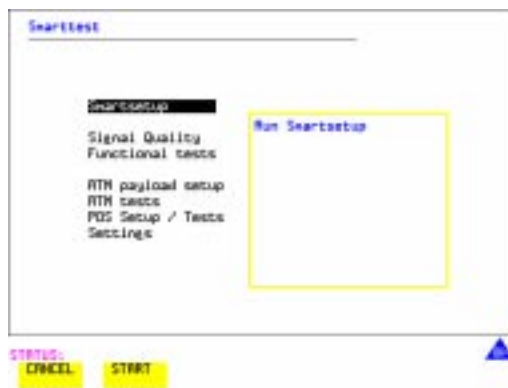 Smarttest
Smartsetup
Run Smartsetup
Signal Quality
Functional tests
ATM payload setup
ATM tests
POS Setup / Tests
Settings
STATUS:
CANCEL
START